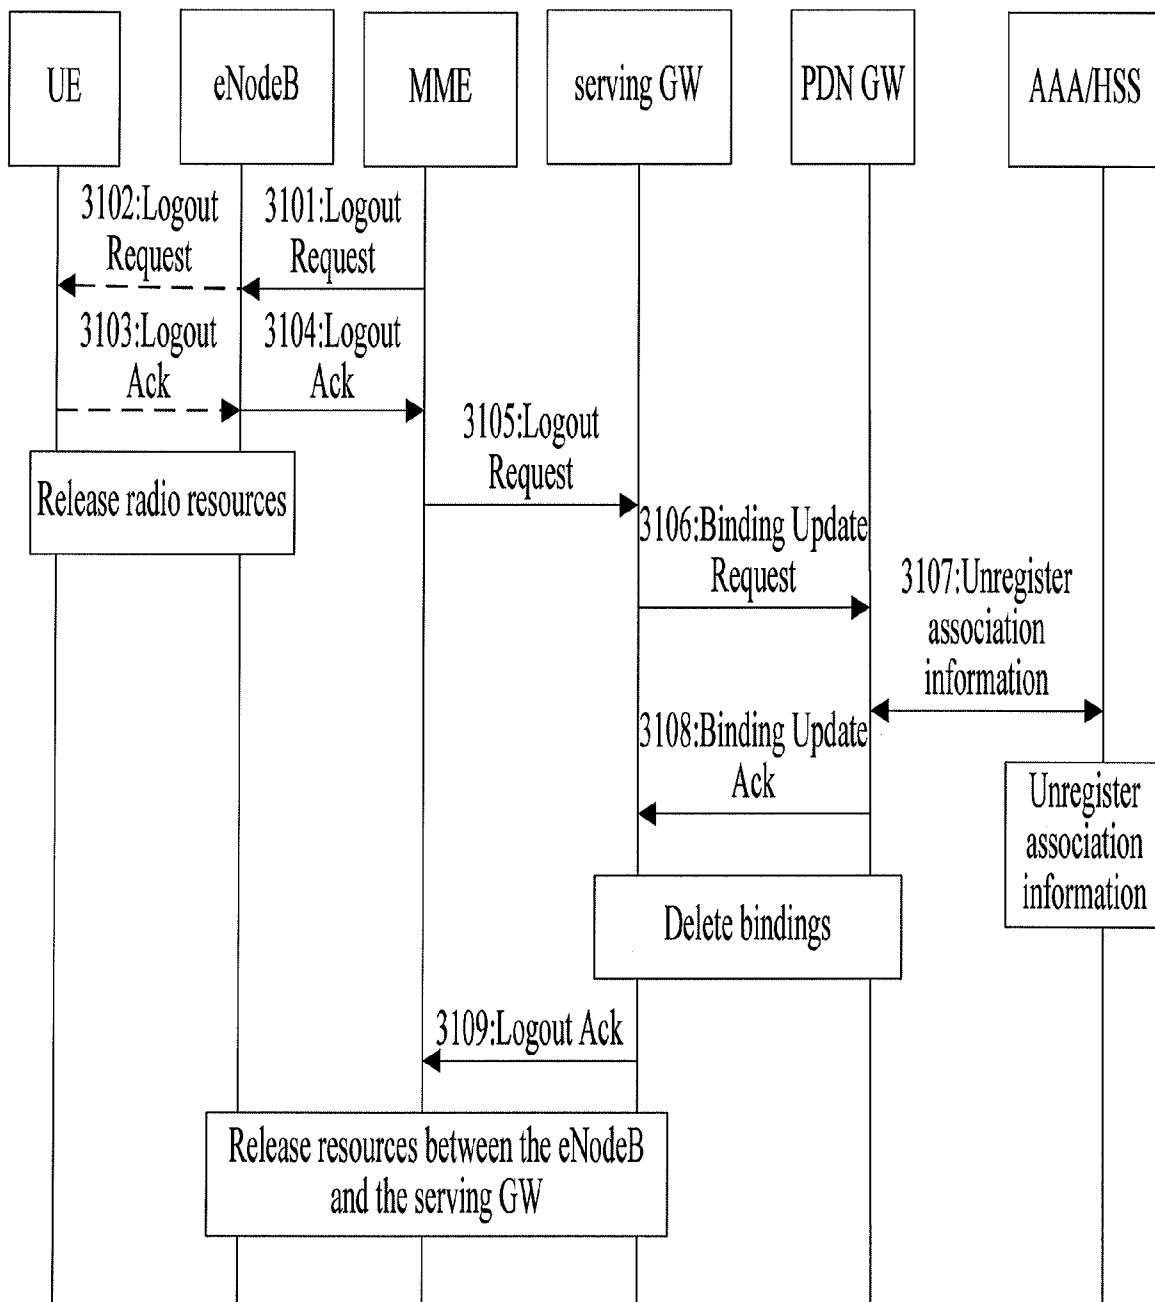 UE
eNodeB
MME
serving GW
PDN GW
AAA/HSS
3102:Logout
Request
3101:Logout
Request
3103:Logout
Ack
3104:Logout
Ack
3105:Logout
Request
Release radio resources
3106:Binding Update
Request
3107:Unregister
association
information
3108:Binding Update
Ack
Unregister
association
information
Delete bindings
3109:Logout Ack
Release resources between the eNodeB
and the serving GW